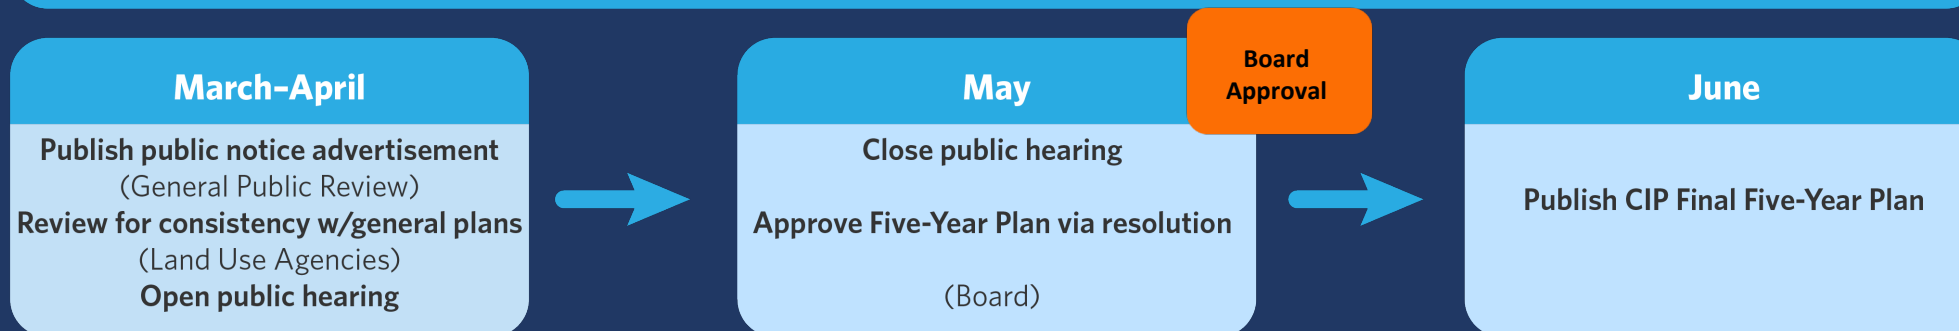 March–April
Publish public notice advertisement
(General Public Review)
Review for consistency w/general plans
(Land Use Agencies)
Open public hearing
May
Board
Approval
Close public hearing
Approve Five-Year Plan via resolution
(Board)
June
Publish CIP Final Five-Year Plan